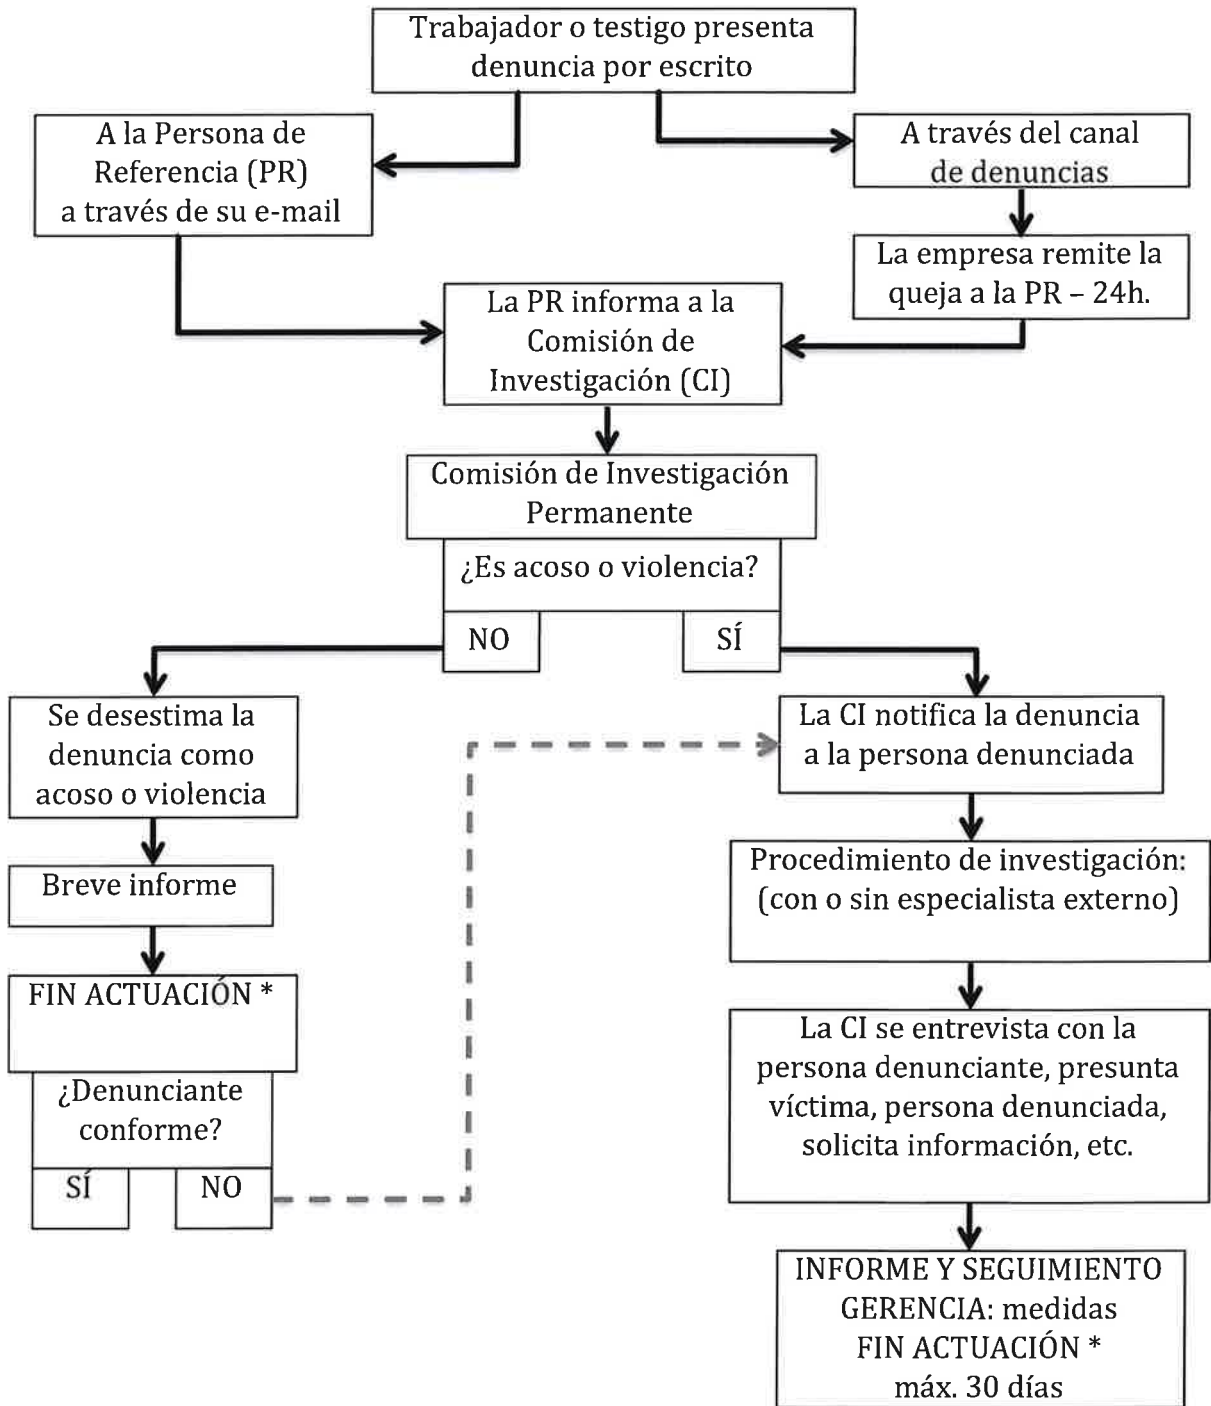 Trabajador o testigo presenta
denuncia por escrito
A la Persona de
Referencia (PR)
a través de su e-mail
A través del canal
de denuncias
La empresa remite la
queja a la PR – 24h.
La PR informa a la
Comisión de
Investigación (CI)
Comisión de Investigación
Permanente
¿Es acoso o violencia?
NO
SÍ
Se desestima la
denuncia como
acoso o violencia
Breve informe
FIN ACTUACIÓN *
¿Denunciante
conforme?
SÍ
NO
La CI notifica la denuncia
a la persona denunciada
Procedimiento de investigación:
(con o sin especialista externo)
La CI se entrevista con la
persona denunciante, presunta
víctima, persona denunciada,
solicita información, etc.
INFORME Y SEGUIMIENTO
GERENCIA: medidas
FIN ACTUACIÓN *
máx. 30 días